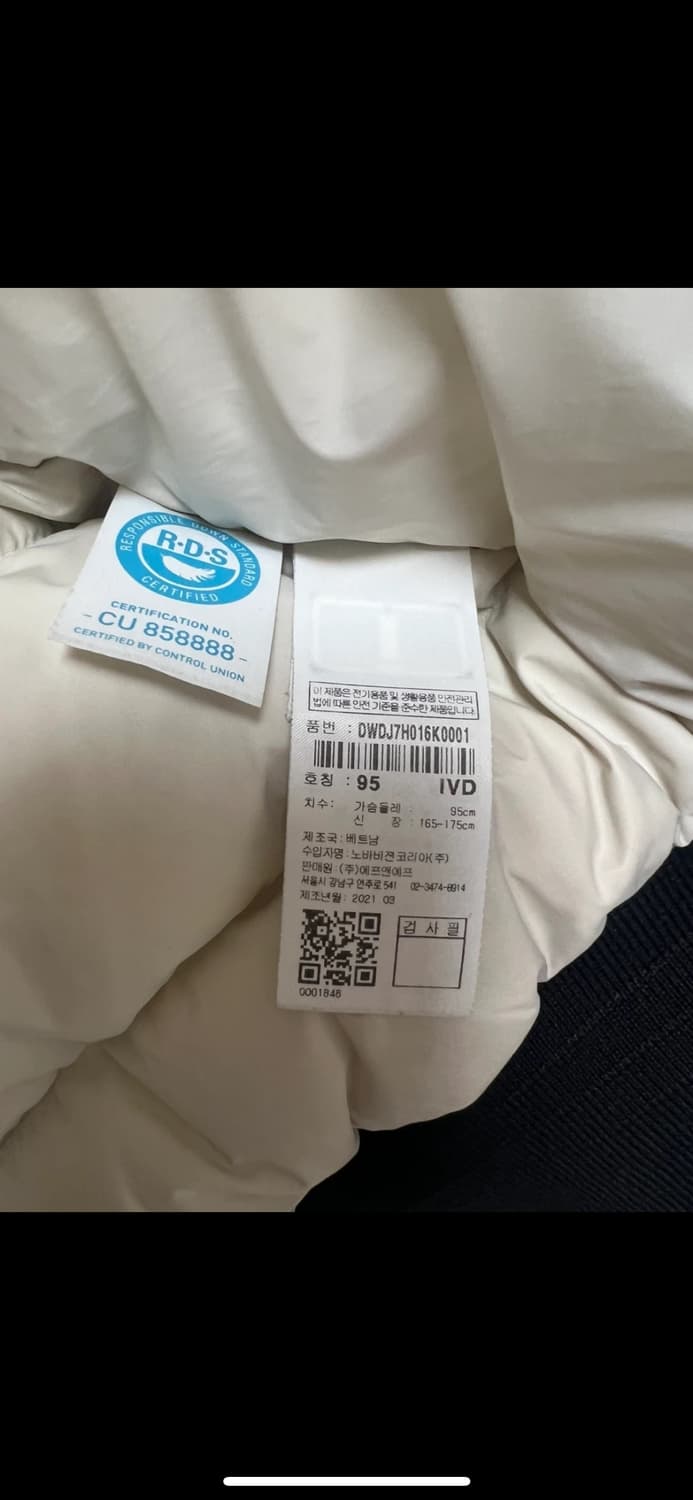 RESPONSIBLE DOWN STANDARD
R·D·S
CERTIFIED
CERTIFICATION NO.
- CU 858888 -
CERTIFIED BY CONTROL UNION
이 제품은 전기용품 및 생활용품 안전관리
법에 따른 안전 기준을 준수한 제품입니다.
품번 : DWDJ7H016K0001
호칭 : 95 IVD
치수: 가슴둘레 : 95cm
신 장 : 165-175cm
제조국:베트남
수입자명:노바비젼코리아(주)
판매원:(주)에프앤에프
서울시 강남구 언주로 541 02-3474-8914
제조년월: 2021 03
검 사 필
0001848